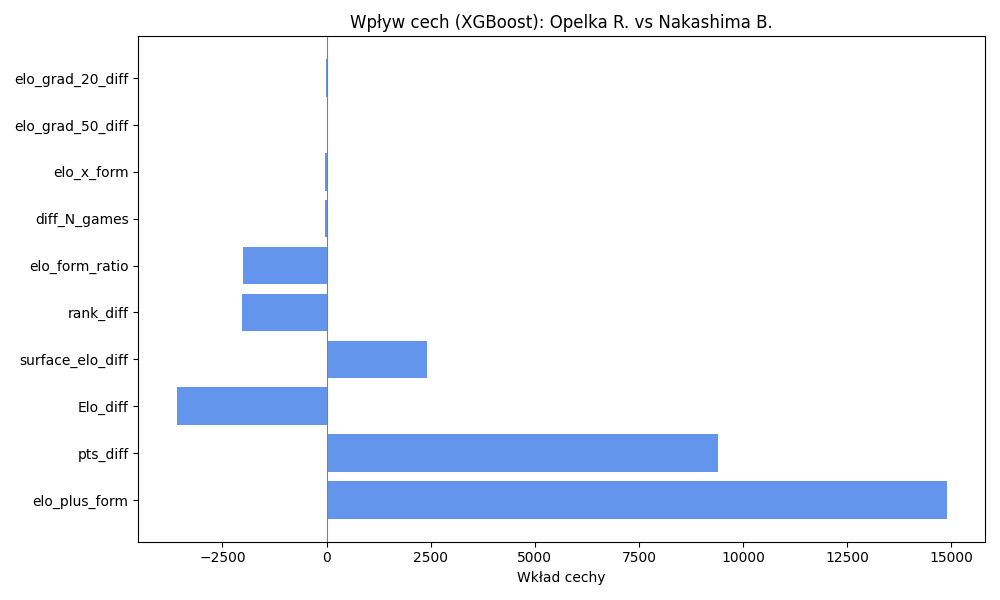 Wpływ cech (XGBoost): Opelka R. vs Nakashima B.
elo_grad_20_diff
elo_grad_50_diff
elo_x_form
diff_N_games
elo_form_ratio
rank_diff
surface_elo_diff
Elo_diff
pts_diff
elo_plus_form
−2500 0 2500 5000 7500 10000 12500 15000
Wkład cechy